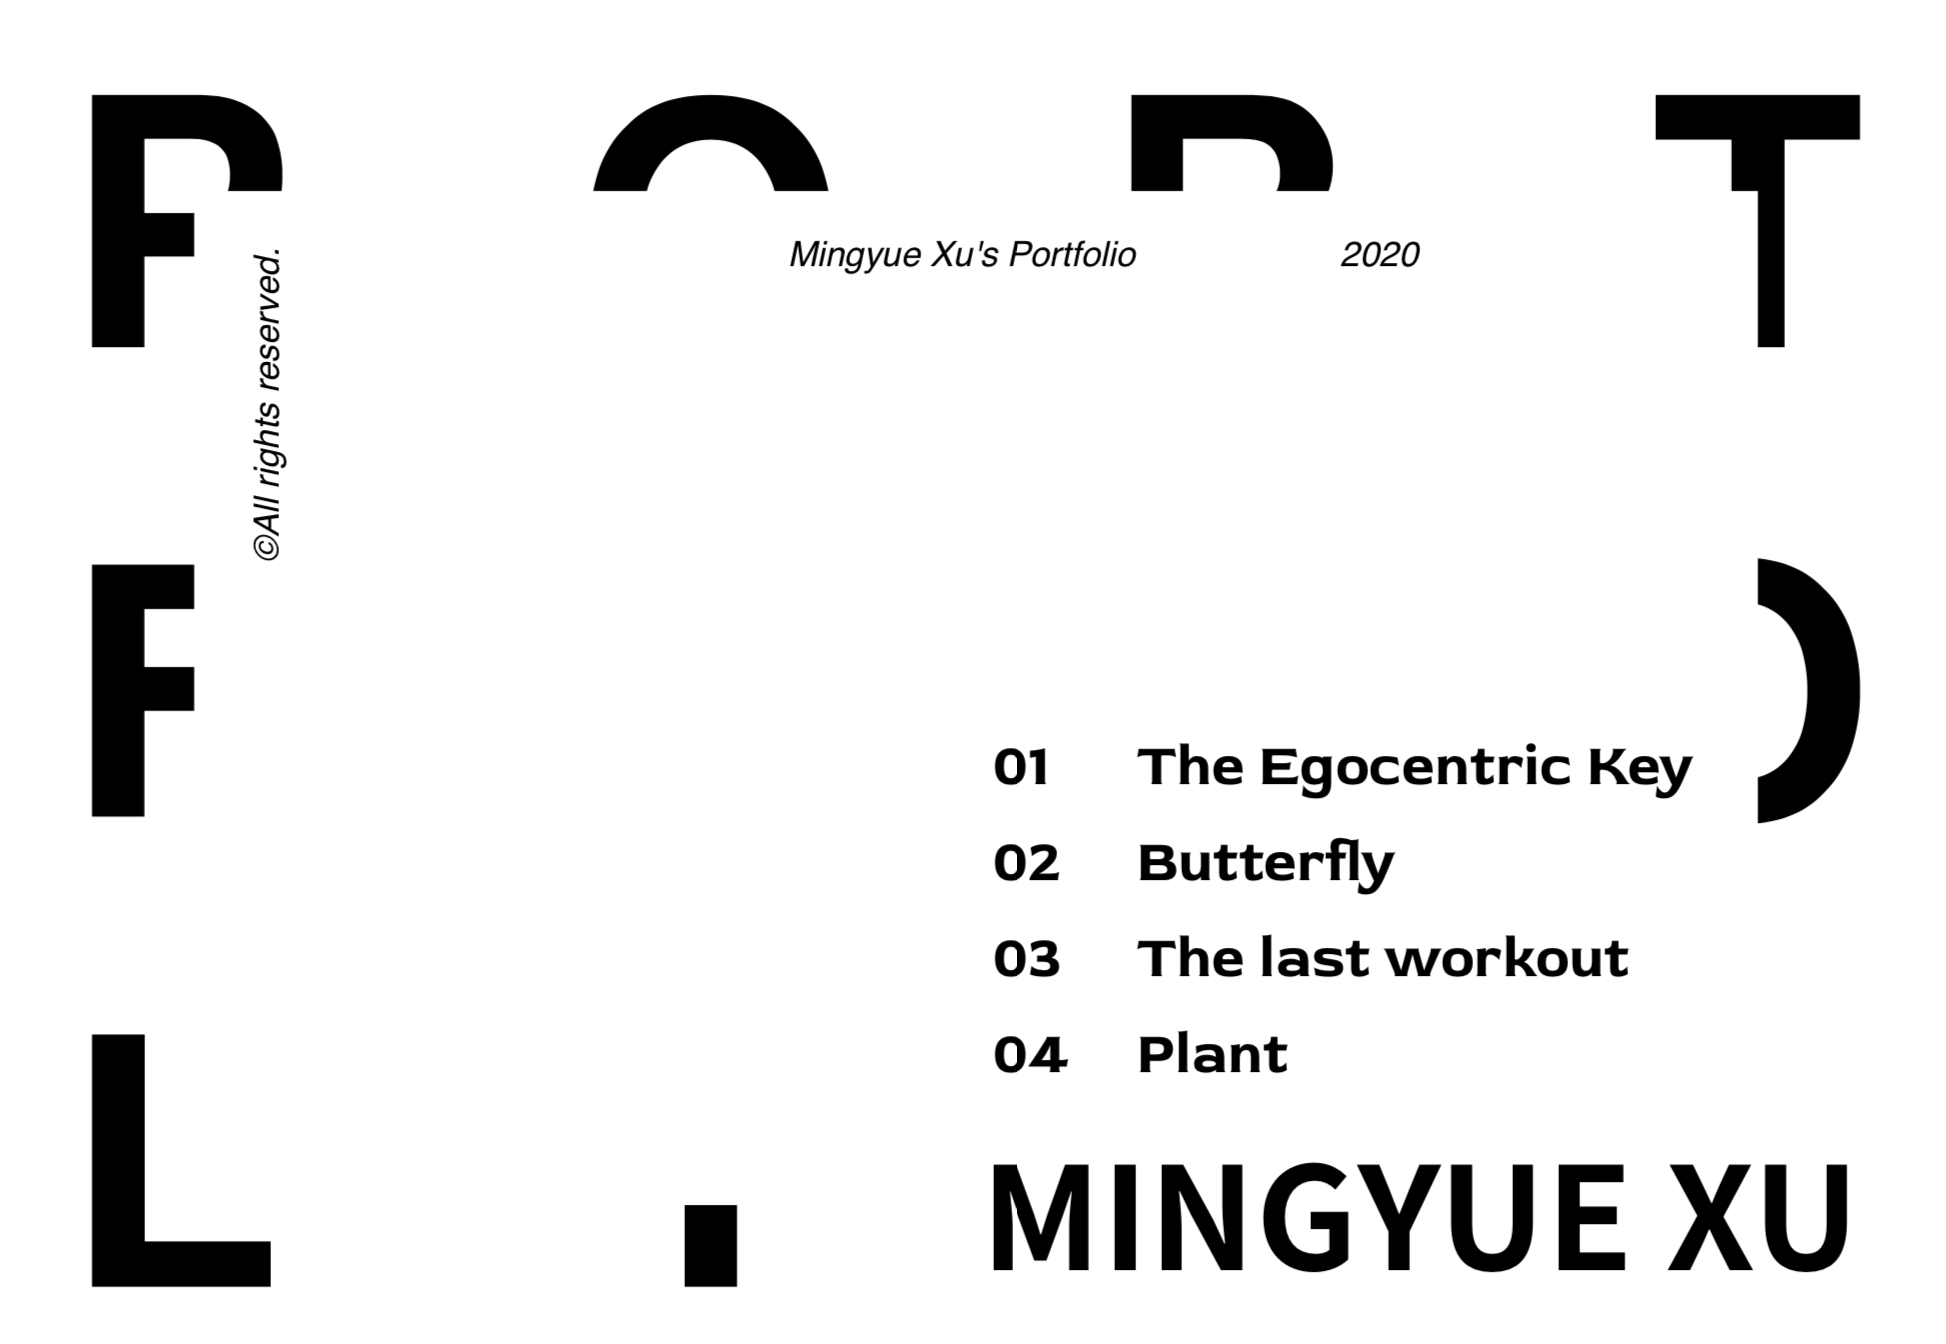 PORT
Mingyue Xu's Portfolio 2020
©All rights reserved.
F O
01 The Egocentric Key
02 Butterfly
03 The last workout
04 Plant
L I
MINGYUE XU